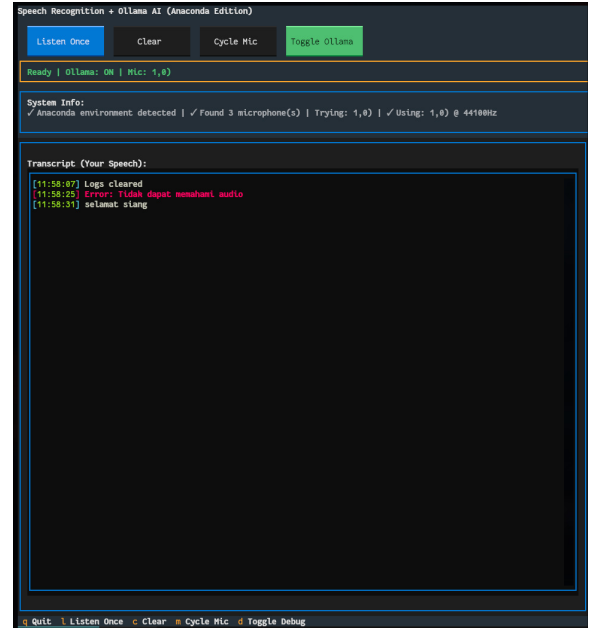 Speech Recognition + Ollama AI (Anaconda Edition)
Listen Once Clear Cycle Mic Toggle Ollama
Ready | Ollama: ON | Mic: 1,0)
System Info:
✓ Anaconda environment detected | ✓ Found 3 microphone(s) | Trying: 1,0) | ✓ Using: 1,0) @ 44100Hz
Transcript (Your Speech):
[11:58:07] Logs cleared
[11:58:25] Error: Tidak dapat memahami audio
[11:58:31] selamat siang
q Quit l Listen Once c Clear m Cycle Mic d Toggle Debug